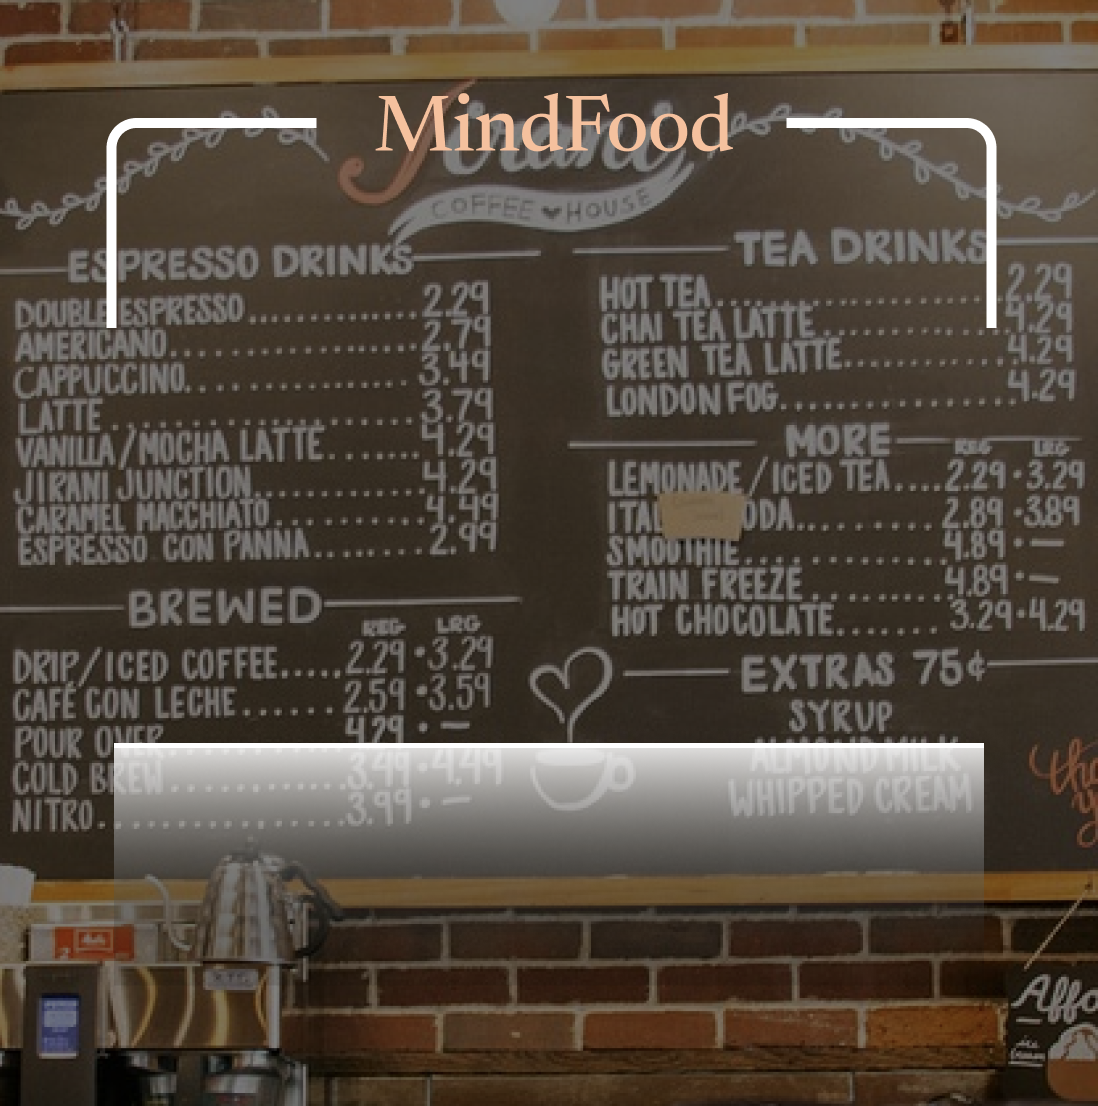 MindFood
Jirani
COFFEE HOUSE
ESPRESSO DRINKS
DOUBLE ESPRESSO 2.29
AMERICANO 2.79
CAPPUCCINO 3.49
LATTE 3.79
VANILLA/MOCHA LATTE 4.29
JIRANI JUNCTION 4.29
CARAMEL MACCHIATO 4.49
ESPRESSO CON PANNA 2.99
BREWED
REG LRG
DRIP/ICED COFFEE 2.29 • 3.29
CAFÉ CON LECHE 2.59 • 3.59
POUR OVER 4.29 • —
COLD BREW 3.49 • 4.49
NITRO 3.99 • —
TEA DRINKS
HOT TEA 2.29
CHAI TEA LATTE 4.29
GREEN TEA LATTE 4.29
LONDON FOG 4.29
MORE
REG LRG
LEMONADE/ICED TEA 2.29 • 3.29
ITAL ODA 2.89 • 3.89
SMOOTHIE 4.89 • —
TRAIN FREEZE 4.89 • —
HOT CHOCOLATE 3.29 • 4.29
EXTRAS 75¢
SYRUP
ALMOND MILK
WHIPPED CREAM
tha
y
Affo